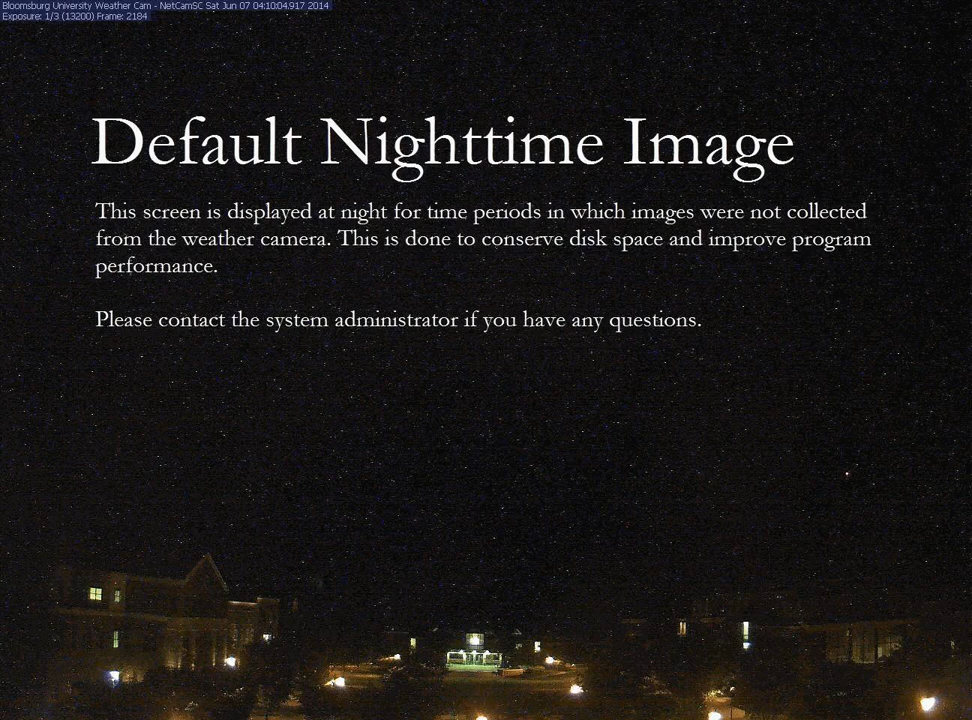 Bloomsburg University Weather Cam - NetCamSC Sat Jun 07 04:10:04.917 2014
Exposure: 1/3 (13200) Frame: 2184
Default Nighttime Image
This screen is displayed at night for time periods in which images were not collected
from the weather camera. This is done to conserve disk space and improve program
performance.
Please contact the system administrator if you have any questions.